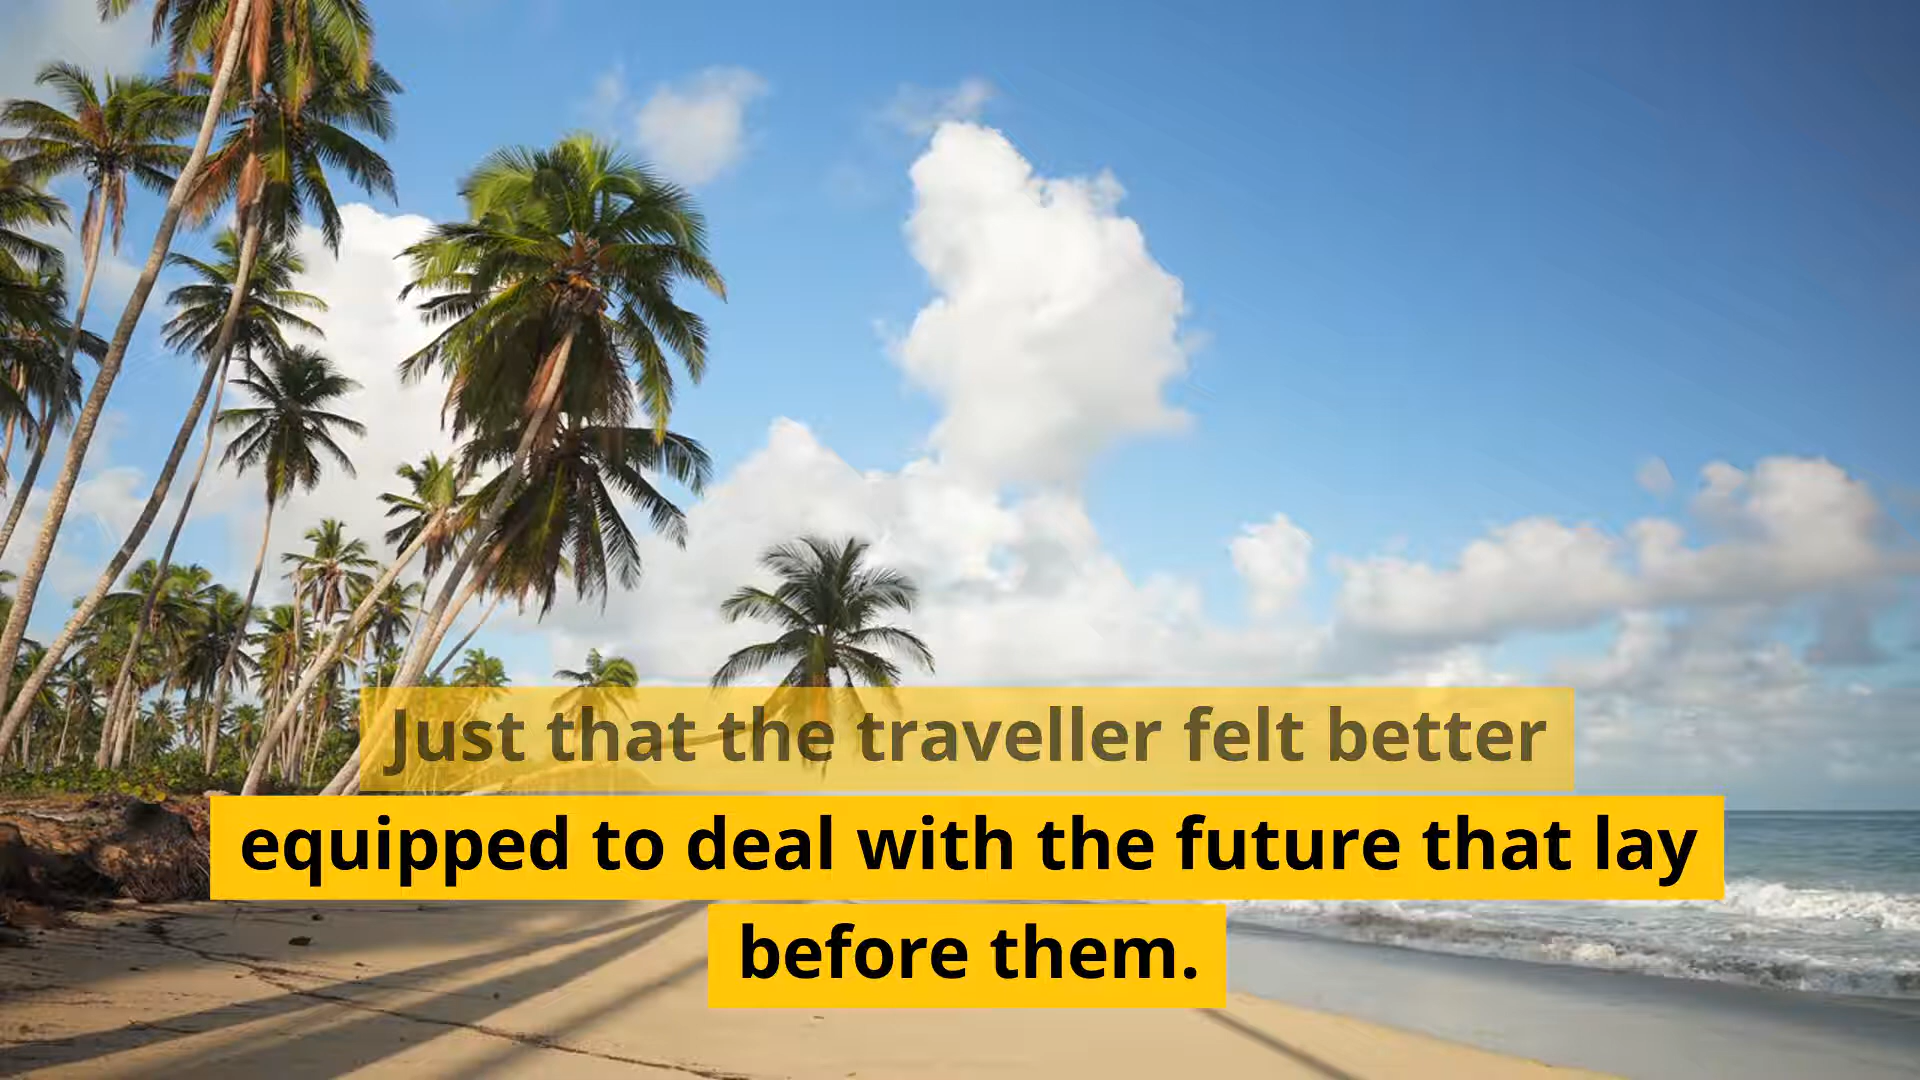 Just that the traveller felt better
equipped to deal with the future that lay
before them.